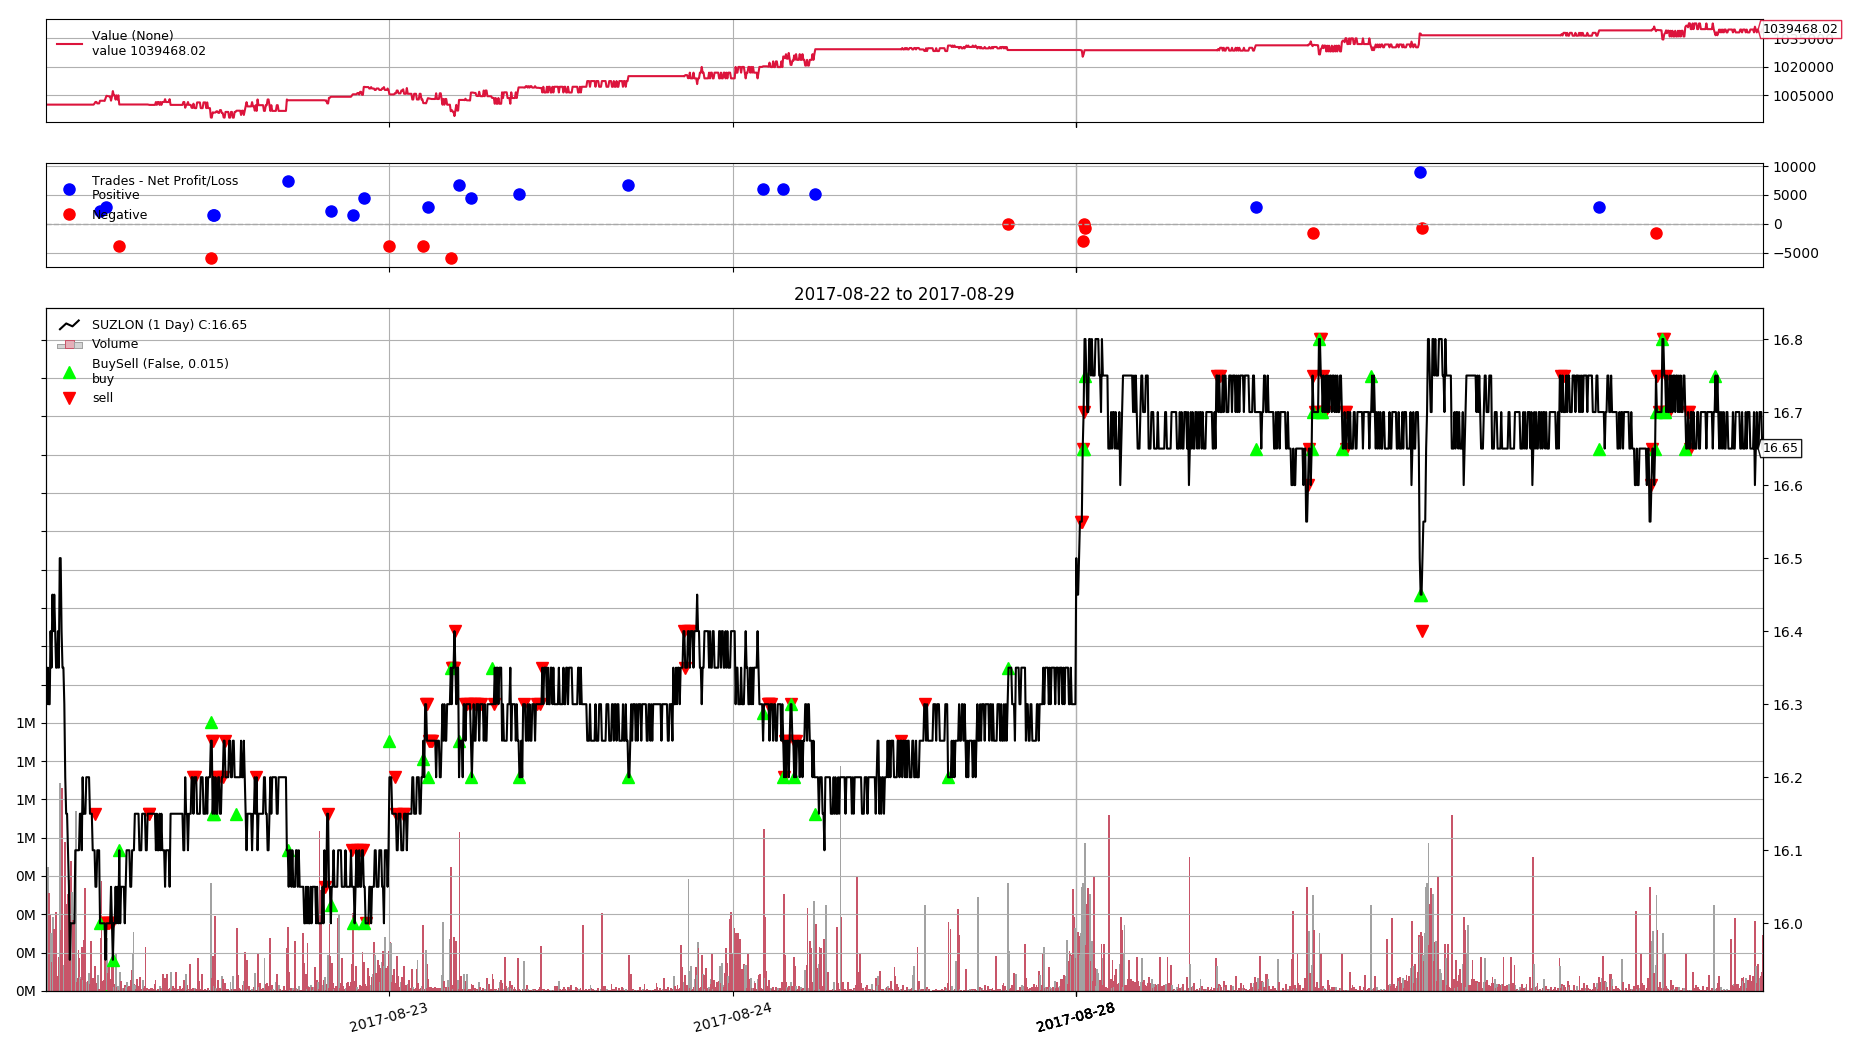 Value (None)
value 1039468.02
1039468.02
1035000
1020000
1005000
Trades - Net Profit/Loss
Positive
Negative
10000
5000
0
−5000
2017-08-22 to 2017-08-29
SUZLON (1 Day) C:16.65
Volume
BuySell (False, 0.015)
buy
sell
16.8
16.7
16.65
16.6
16.5
16.4
16.3
16.2
16.1
16.0
1M
1M
1M
1M
0M
0M
0M
0M
2017-08-23
2017-08-24
2017-08-28